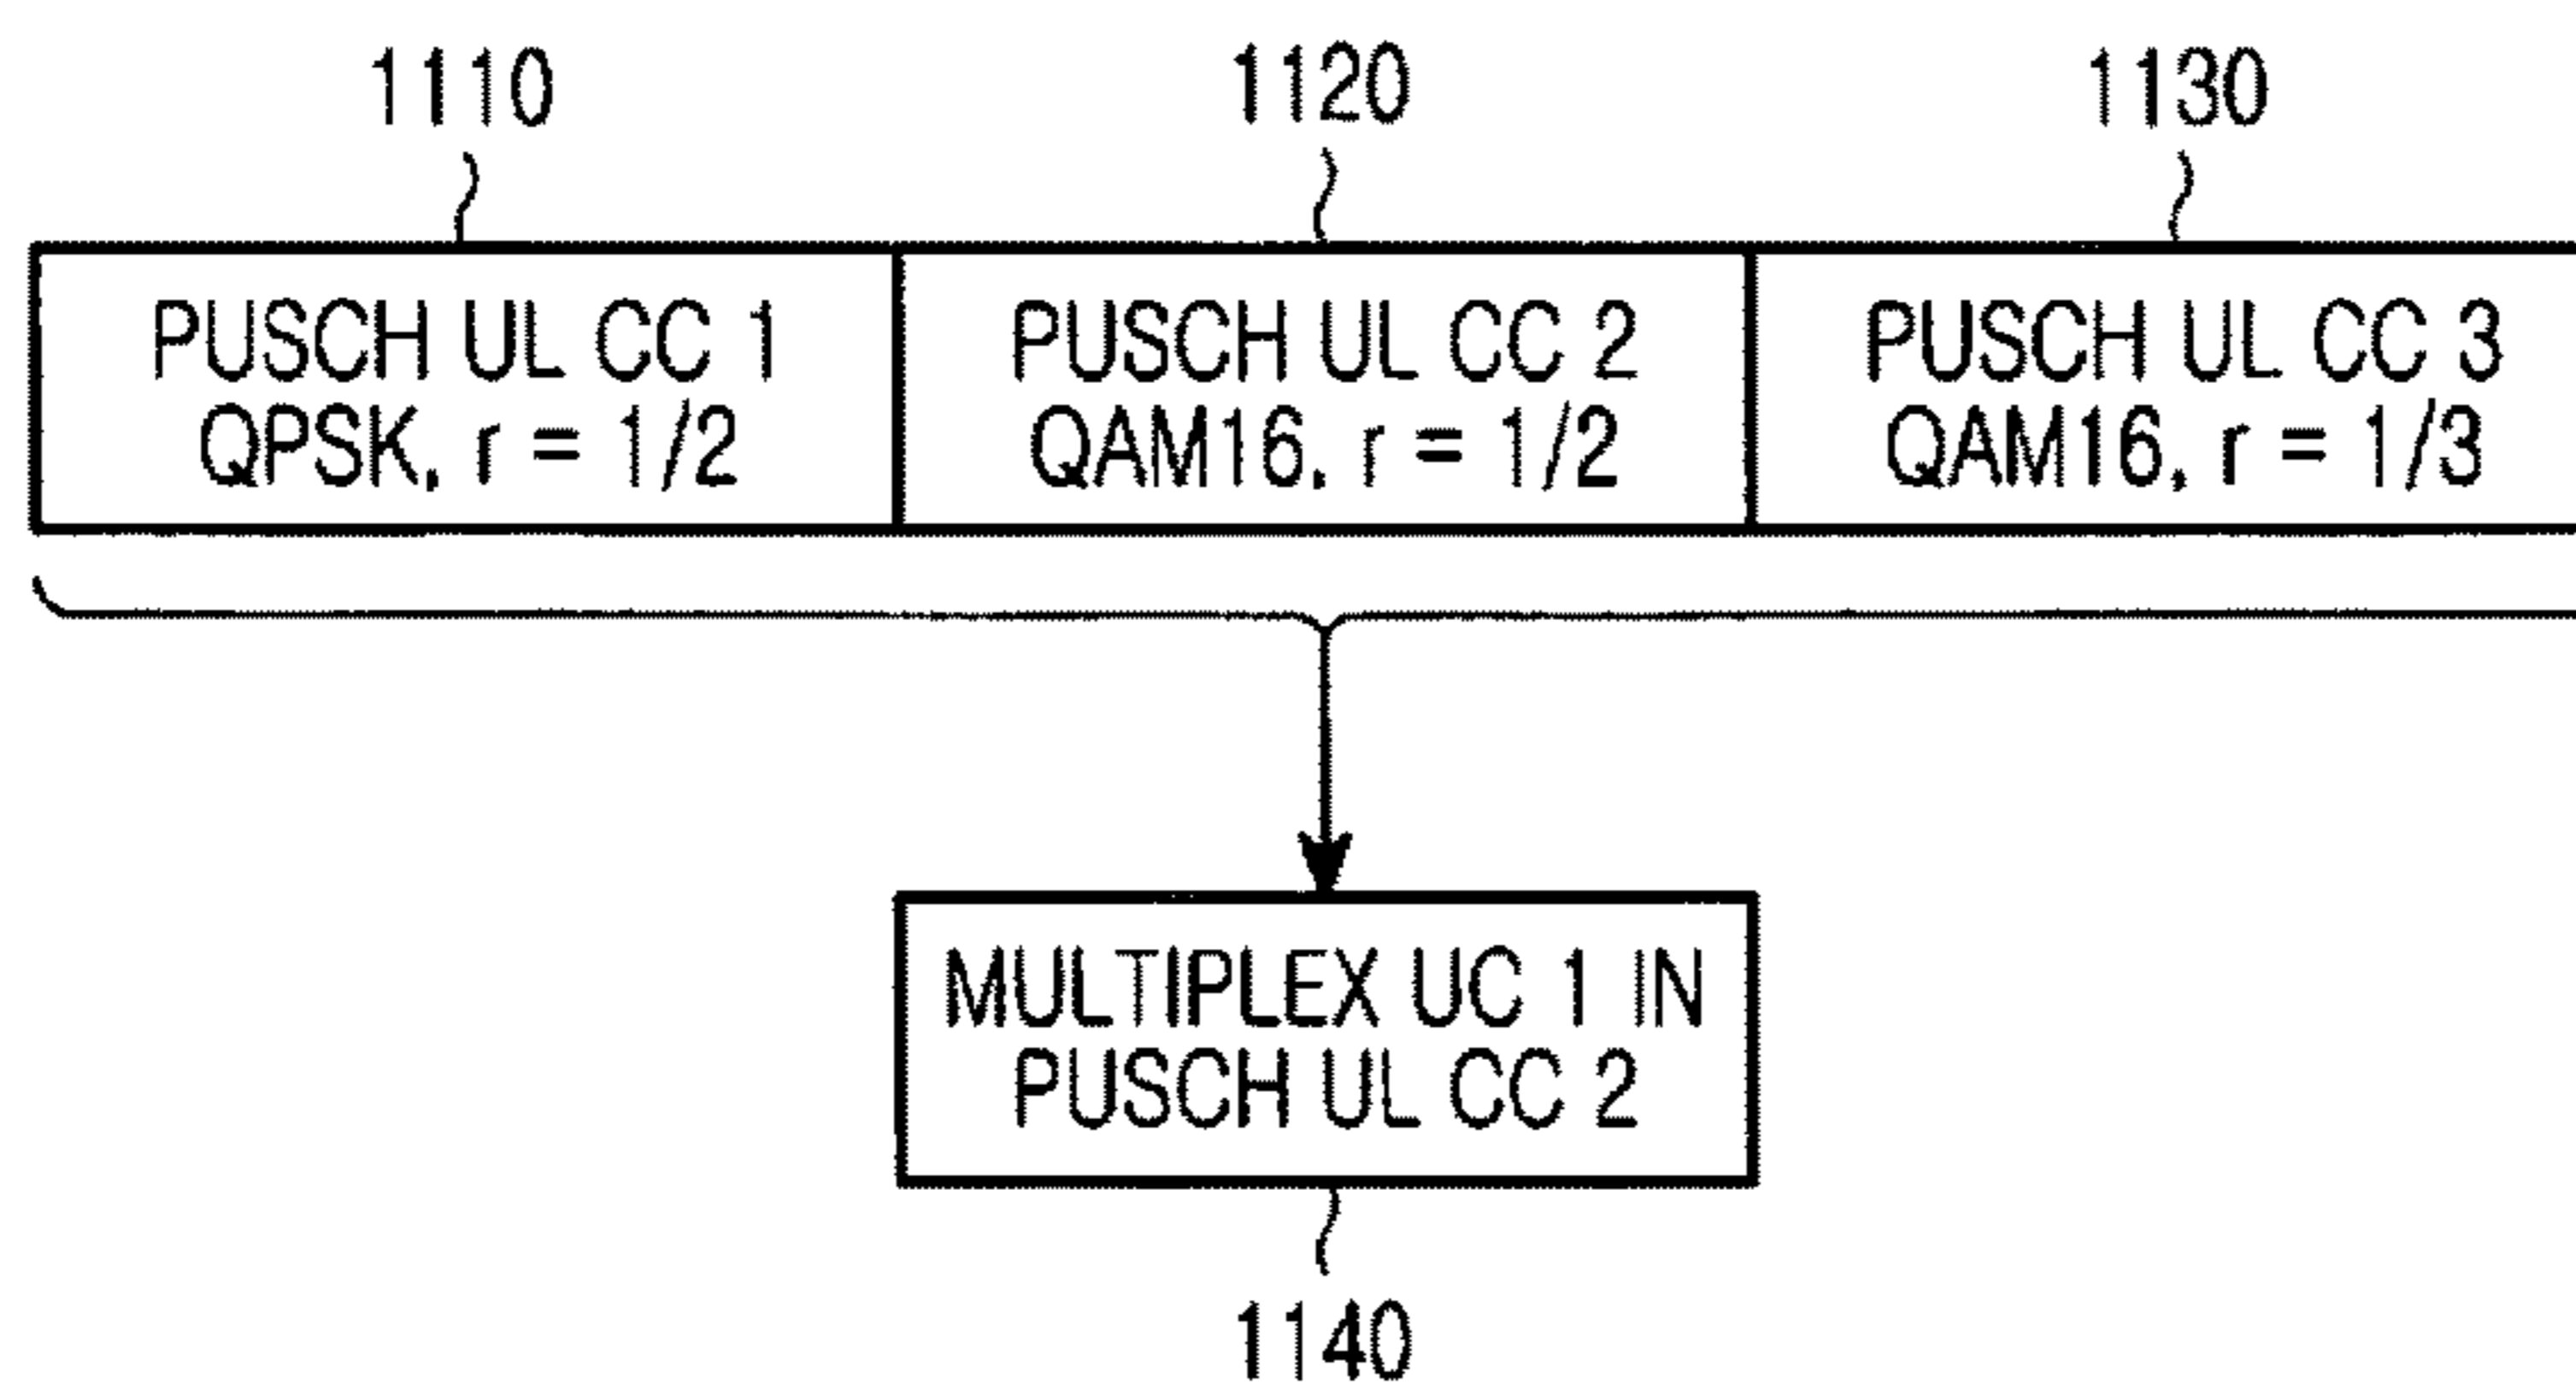 1110 1120 1130
PUSCH UL CC 1
QPSK, r = 1/2
PUSCH UL CC 2
QAM16, r = 1/2
PUSCH UL CC 3
QAM16, r = 1/3
MULTIPLEX UC 1 IN
PUSCH UL CC 2
1140